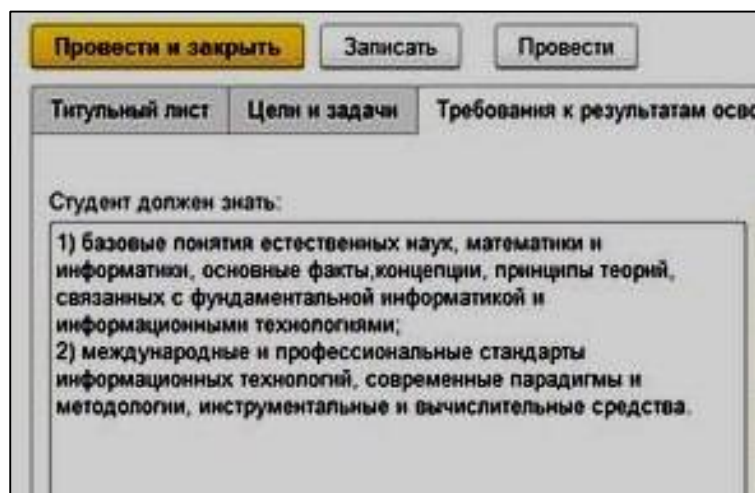 Провести и закрыть Записать Провести
Титульный лист Цели и задачи Требования к результатам осво
Студент должен знать:
1) базовые понятия естественных наук, математики и
информатики, основные факты,концепции, принципы теорий,
связанных с фундаментальной информатикой и
информационными технологиями;
2) международные и профессиональные стандарты
информационных технологий, современные парадигмы и
методологии, инструментальные и вычислительные средства.